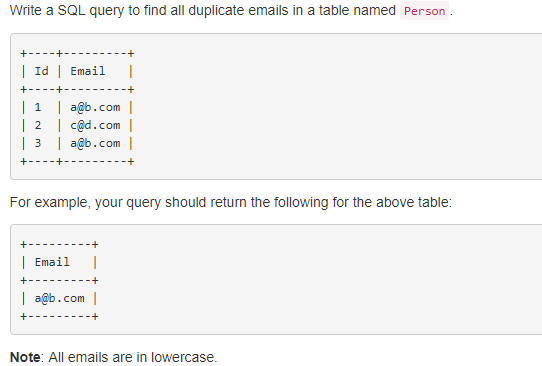 Write a SQL query to find all duplicate emails in a table named Person .
+----+---------+
| Id | Email   |
+----+---------+
| 1  | a@b.com |
| 2  | c@d.com |
| 3  | a@b.com |
+----+---------+
For example, your query should return the following for the above table:
+---------+
| Email   |
+---------+
| a@b.com |
+---------+
Note: All emails are in lowercase.